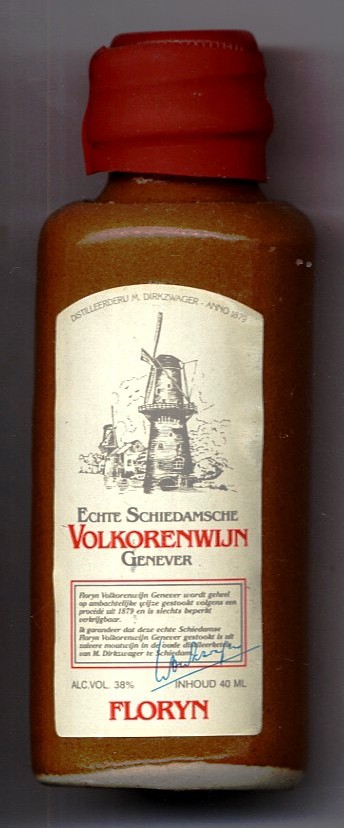 DISTILLEERDERIJ M. DIRKZWAGER - ANNO 1879
ECHTE SCHIEDAMSCHE
VOLKORENWIJN
GENEVER
Floryn Volkorenwijn Genever wordt geheel
op ambachtelijke wijze gestookt volgens een
procédé uit 1879 en is slechts beperkt
verkrijgbaar.
Ik garandeer dat deze echte Schiedamse
Floryn Volkorenwijn Genever gestookt is uit
zuivere moutwijn in de oude distilleerketels
van M. Dirkzwager te Schiedam.
ALC.VOL. 38% INHOUD 40 ML
FLORYN